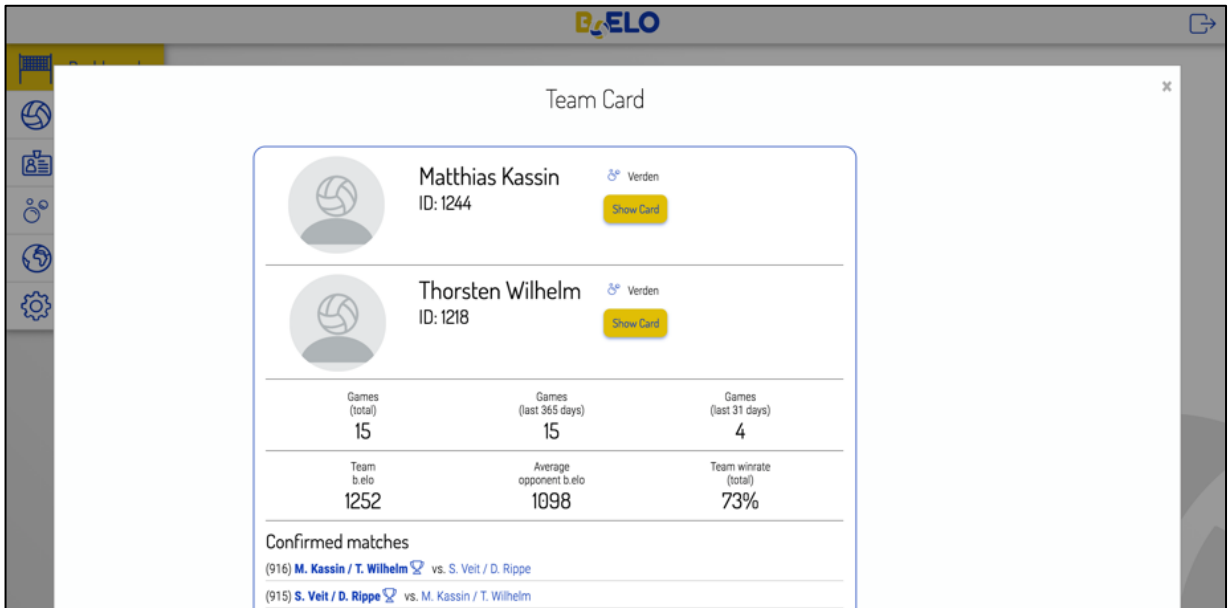 B.ELO
Team Card
x
Matthias Kassin
ID: 1244
Verden
Show Card
Thorsten Wilhelm
ID: 1218
Verden
Show Card
Games
(total)
15
Games
(last 365 days)
15
Games
(last 31 days)
4
Team
b.elo
1252
Average
opponent b.elo
1098
Team winrate
(total)
73%
Confirmed matches
(916) M. Kassin / T. Wilhelm vs. S. Veit / D. Rippe
(915) S. Veit / D. Rippe vs. M. Kassin / T. Wilhelm